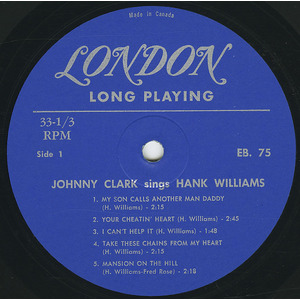 Made in Canada
LONDON
LONG PLAYING
33-1/3
RPM
Side 1
EB. 75
JOHNNY CLARK sings HANK WILLIAMS
1. MY SON CALLS ANOTHER MAN DADDY
(H. Williams) - 2:15
2. YOUR CHEATIN' HEART (H. Williams) - 2:45
3. I CAN'T HELP IT (H. Williams) - 1:48
4. TAKE THESE CHAINS FROM MY HEART
(H. Williams) - 2:15
5. MANSION ON THE HILL
(H. Williams-Fred Rose) - 2:18